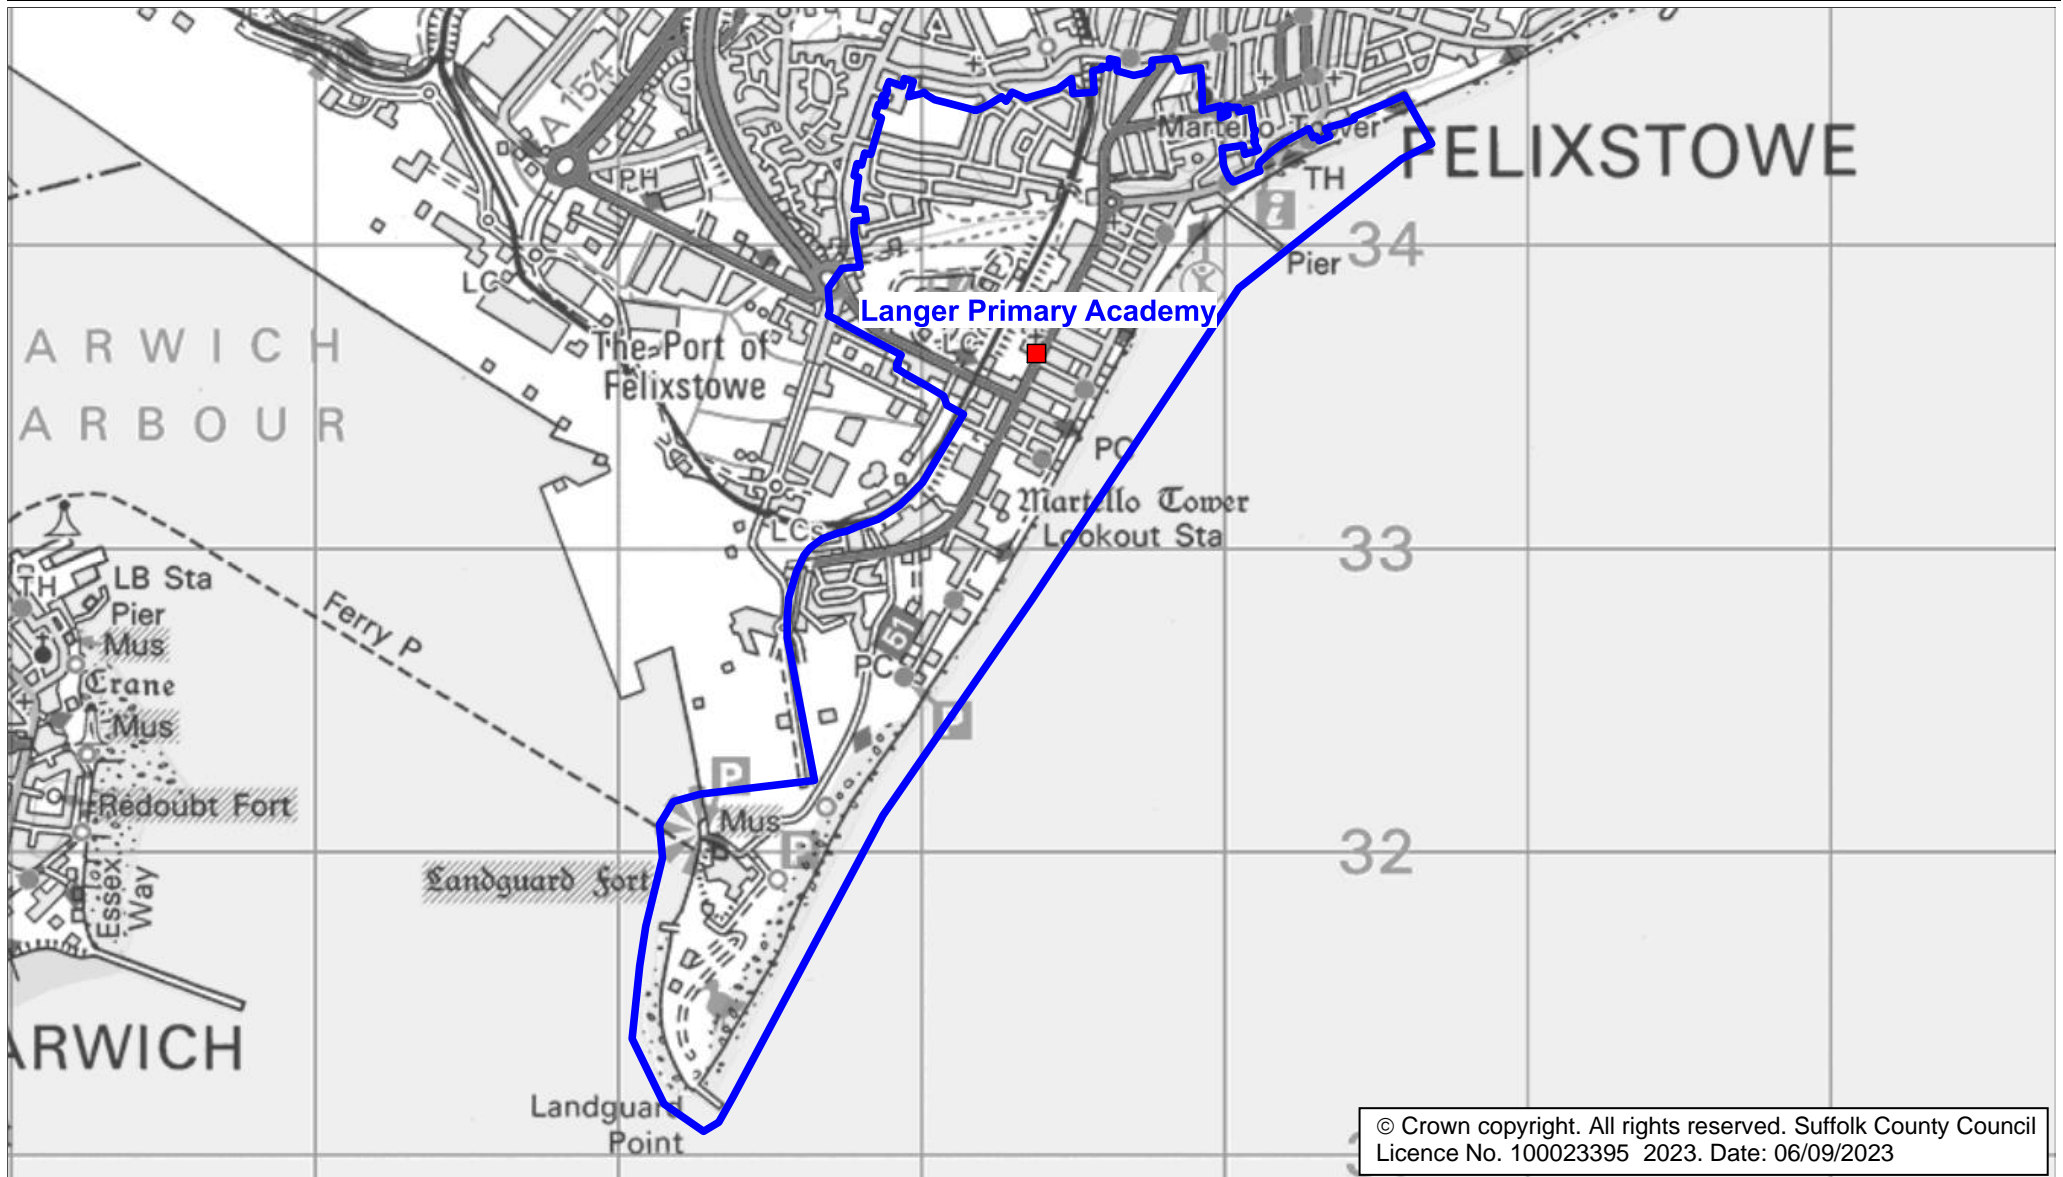 A 154
PH
Martello Tower
FELIXSTOWE
TH
i
34
Pier
LC
Langer Primary Academy
LC
ARWICH
ARBOUR
The Port of
Felixstowe
PC
Martello Tower
Lookout Sta
LCs
33
TH
LB Sta
Pier
Mus
Crane
Mus
Ferry P
51
PC
P
P
Redoubt Fort
Mus
P
32
Landguard Fort
Essex
Way
ARWICH
Landguard
Point
© Crown copyright. All rights reserved. Suffolk County Council
Licence No. 100023395 2023. Date: 06/09/2023